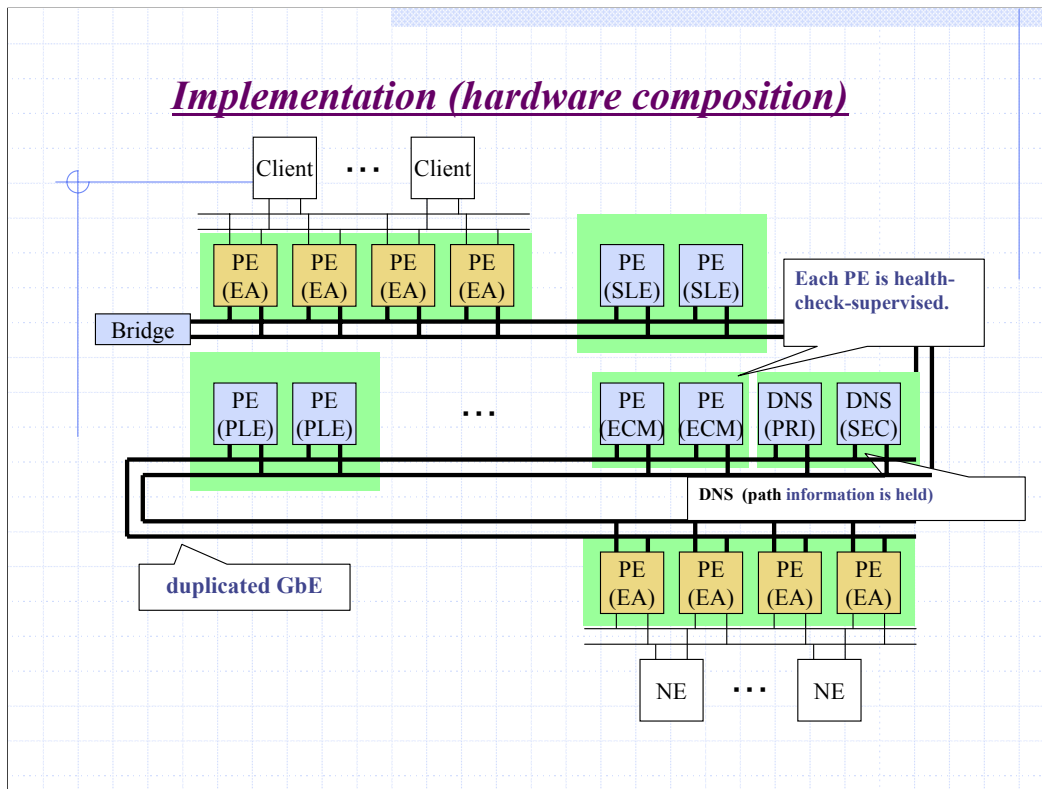 Implementation (hardware composition)
Client
...
Client
PE
(EA)
PE
(EA)
PE
(EA)
PE
(EA)
PE
(SLE)
PE
(SLE)
Each PE is health-
check-supervised.
Bridge
PE
(PLE)
PE
(PLE)
...
PE
(ECM)
PE
(ECM)
DNS
(PRI)
DNS
(SEC)
DNS (path information is held)
duplicated GbE
PE
(EA)
PE
(EA)
PE
(EA)
PE
(EA)
NE
...
NE